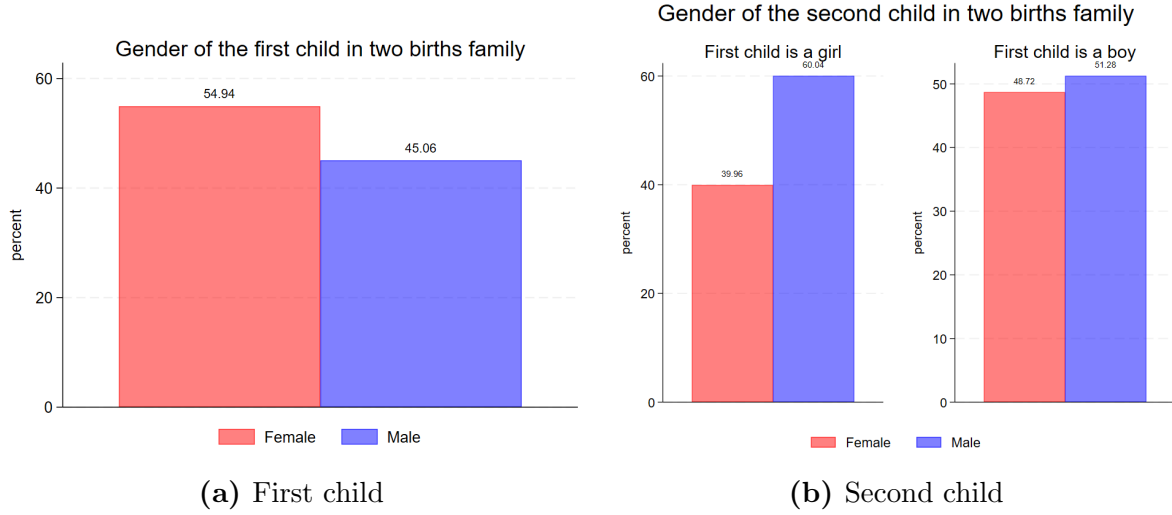 Gender of the first child in two births family
percent
60
40
20
0
54.94
45.06
Female Male
(a) First child
Gender of the second child in two births family
First child is a girl
percent
60
40
20
0
39.96
60.04
First child is a boy
percent
50
40
30
20
10
0
48.72
51.28
Female Male
(b) Second child